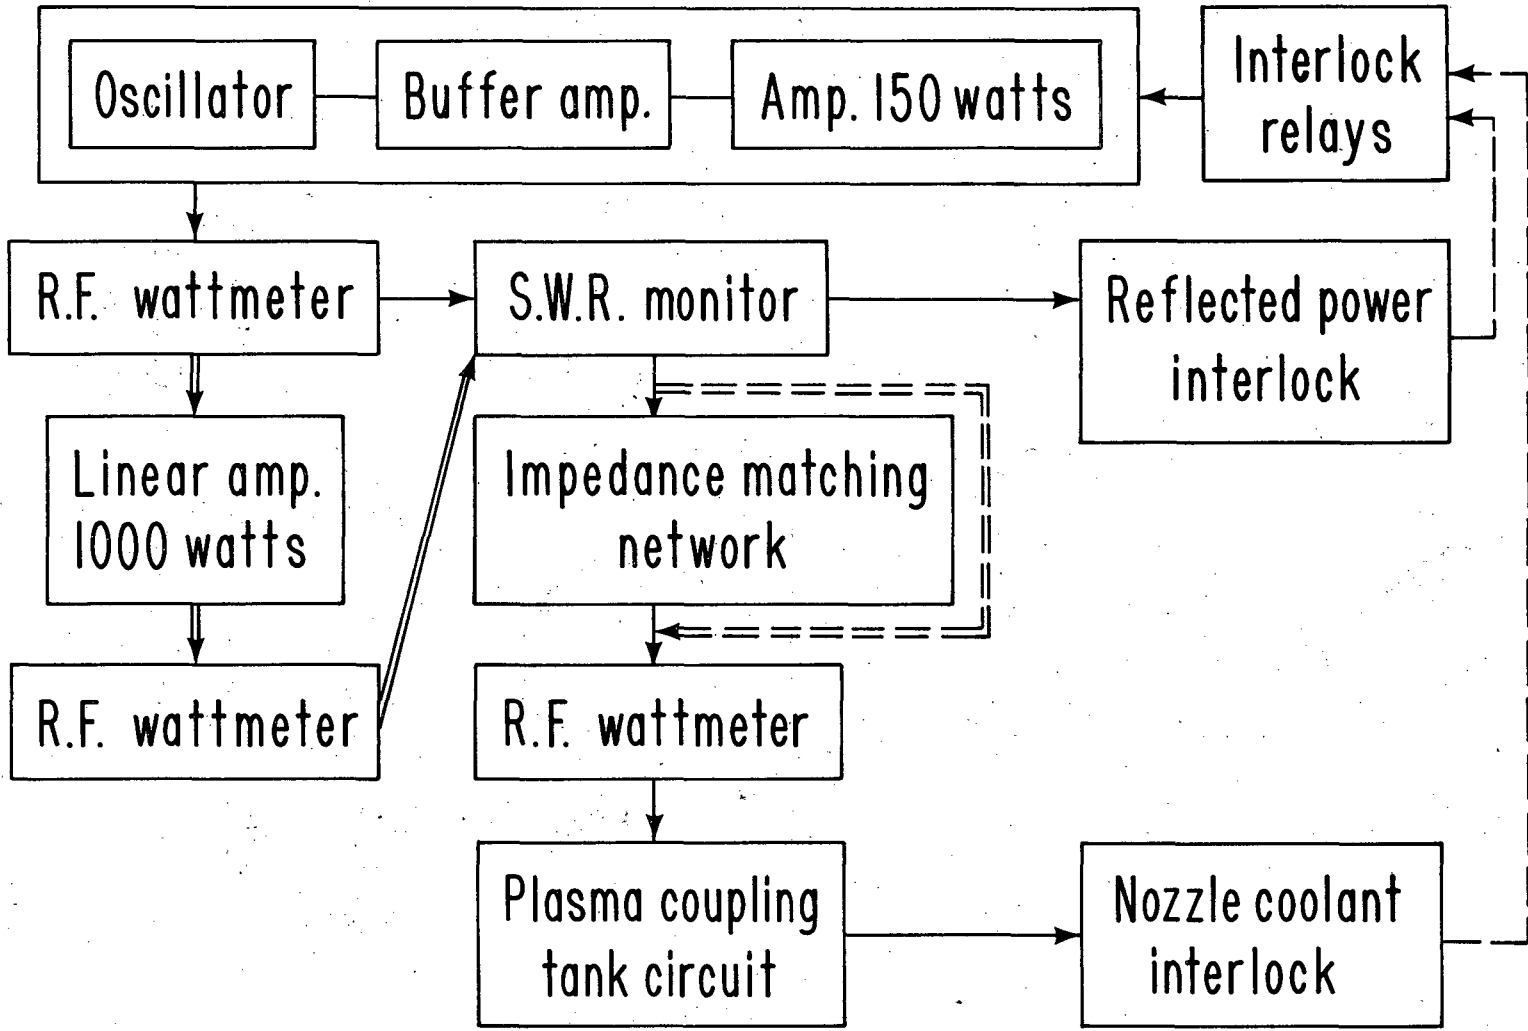 Oscillator
Buffer amp.
Amp. 150 watts
Interlock
relays
R.F. wattmeter
S.W.R. monitor
Reflected power
interlock
Linear amp.
1000 watts
Impedance matching
network
R.F. wattmeter
R.F. wattmeter
Plasma coupling
tank circuit
Nozzle coolant
interlock